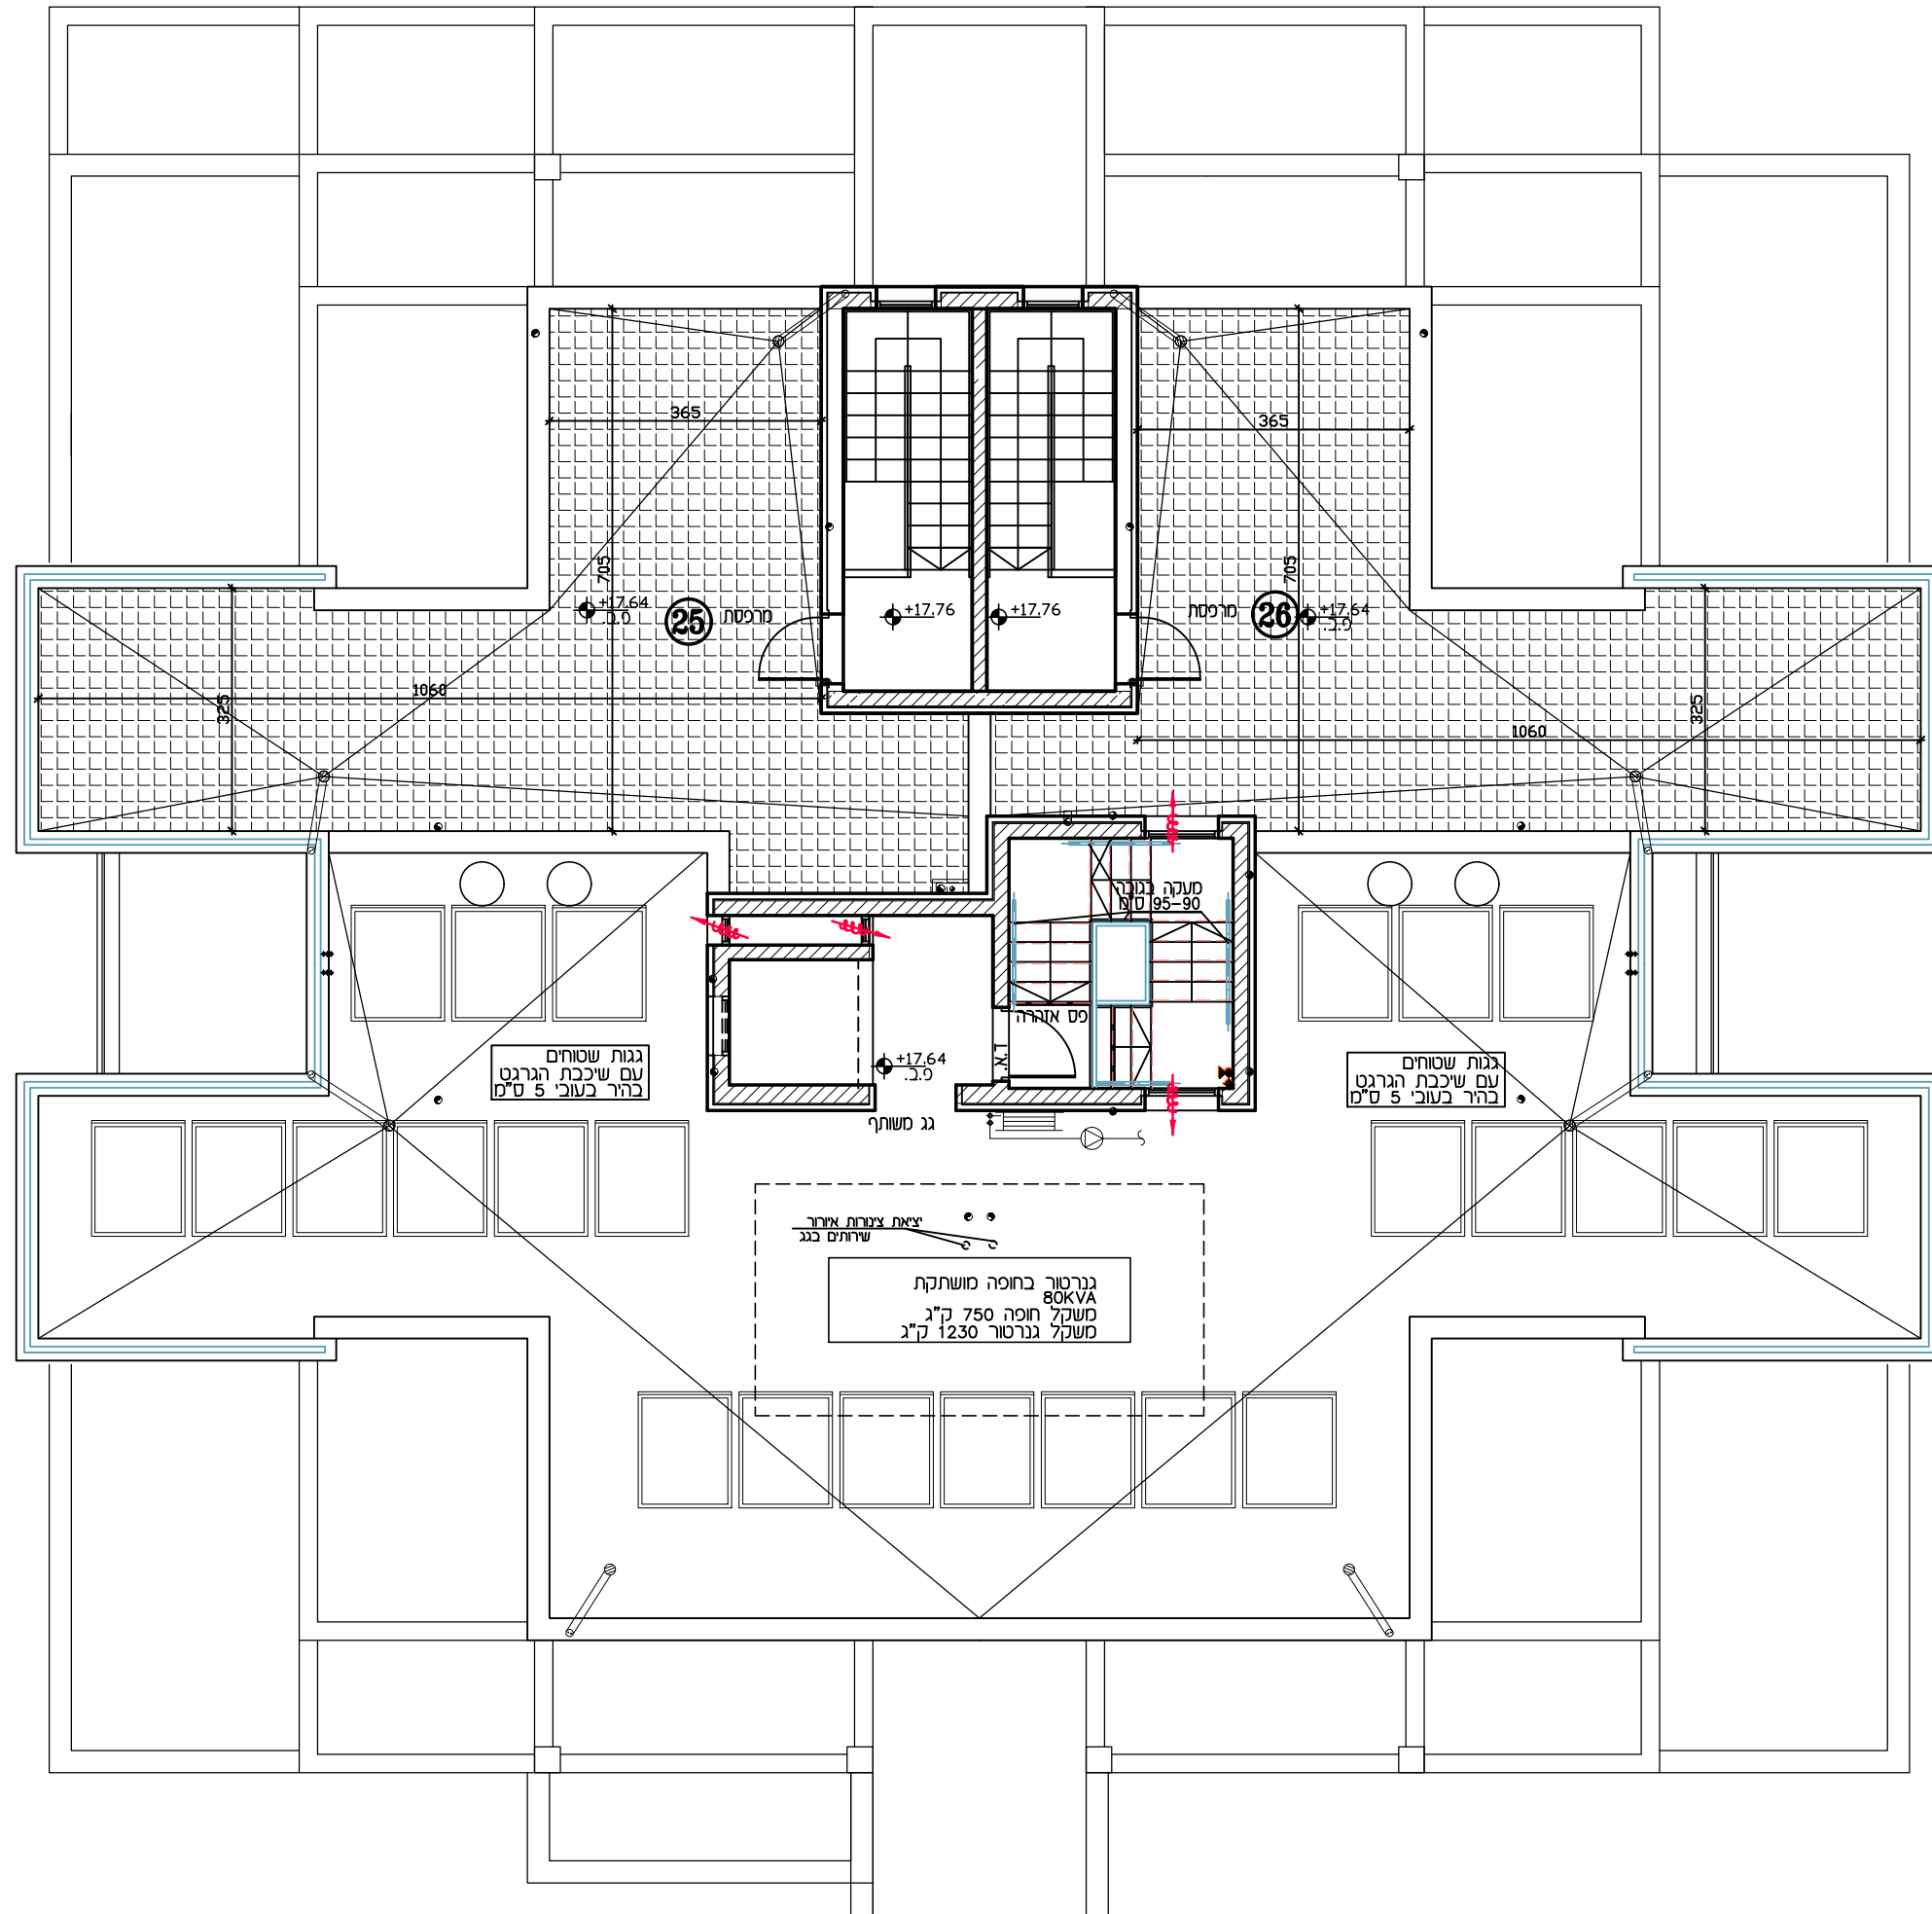 365
365
705
705
+17.64
פ.ב.
25
מרפסת
+17.76
+17.76
מרפסת
26
+17.64
פ.ב.
1060
325
1060
325
מעקה בגובה
90-95 ס"מ
פס אזהרה
ד.א.
+17.64
פ.ב.
גגות שטוחים
עם שיכבת הגרגט
בהיר בעובי 5 ס"מ
גגות שטוחים
עם שיכבת הגרגט
בהיר בעובי 5 ס"מ
גג משותף
יציאת צינורות איורור
שירותים בגג
גנרטור בחופה מושתקת
80KVA
משקל חופה 750 ק"ג
משקל גנרטור 1230 ק"ג